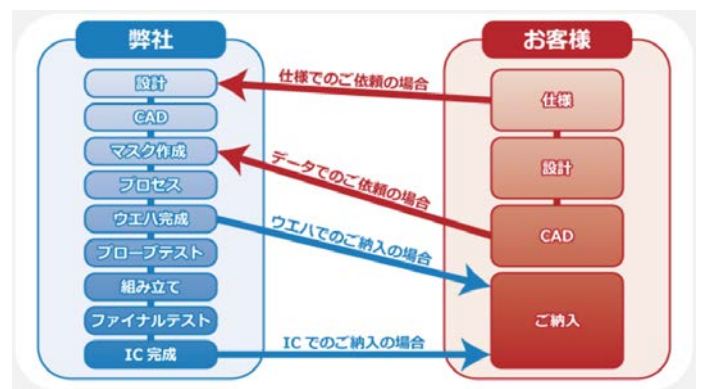 弊社
お客様
設計
CAD
マスク作成
プロセス
ウエハ完成
プローブテスト
組み立て
ファイナルテスト
IC 完成
仕様でのご依頼の場合
データでのご依頼の場合
ウエハでのご納入の場合
IC でのご納入の場合
仕様
設計
CAD
ご納入